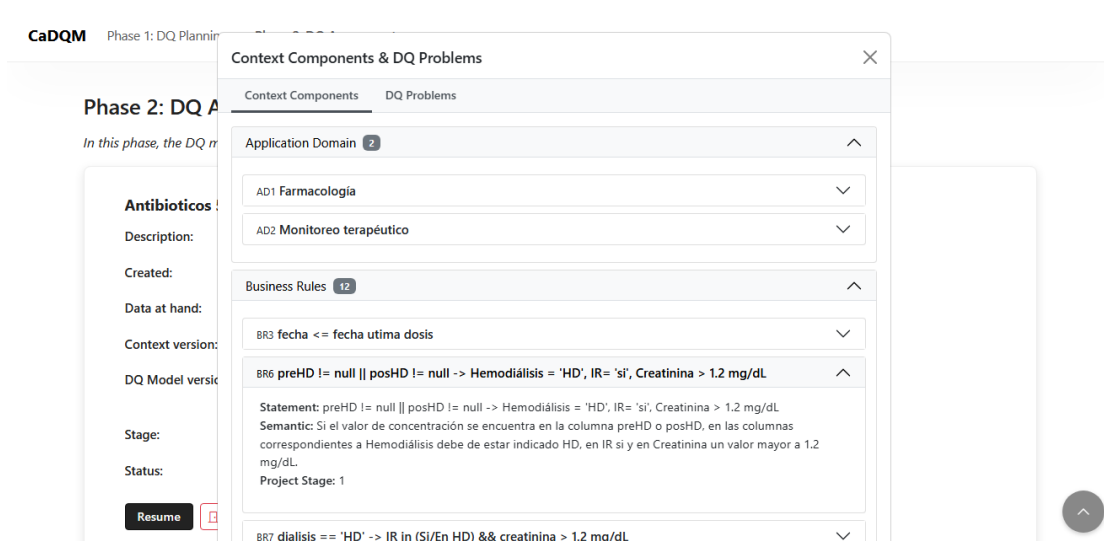 CaDQM Phase 1: DQ Plannin
Context Components & DQ Problems
Context Components DQ Problems
Phase 2: DQ A
In this phase, the DQ m
Application Domain 2
AD1 Farmacología
AD2 Monitoreo terapéutico
Antibioticos
Description:
Created:
Data at hand:
Context version:
DQ Model versic
Stage:
Status:
Resume
Business Rules 12
BR3 fecha <= fecha utima dosis
BR6 preHD != null || posHD != null -> Hemodiálisis = 'HD', IR= 'si', Creatinina > 1.2 mg/dL
Statement: preHD != null || posHD != null -> Hemodiálisis = 'HD', IR= 'si', Creatinina > 1.2 mg/dL
Semantic: Si el valor de concentración se encuentra en la columna preHD o posHD, en las columnas
correspondientes a Hemodiálisis debe de estar indicado HD, en IR si y en Creatinina un valor mayor a 1.2
mg/dL.
Project Stage: 1
BR7 dialisis == 'HD' -> IR in (Si/En HD) && creatinina > 1.2 mg/dL